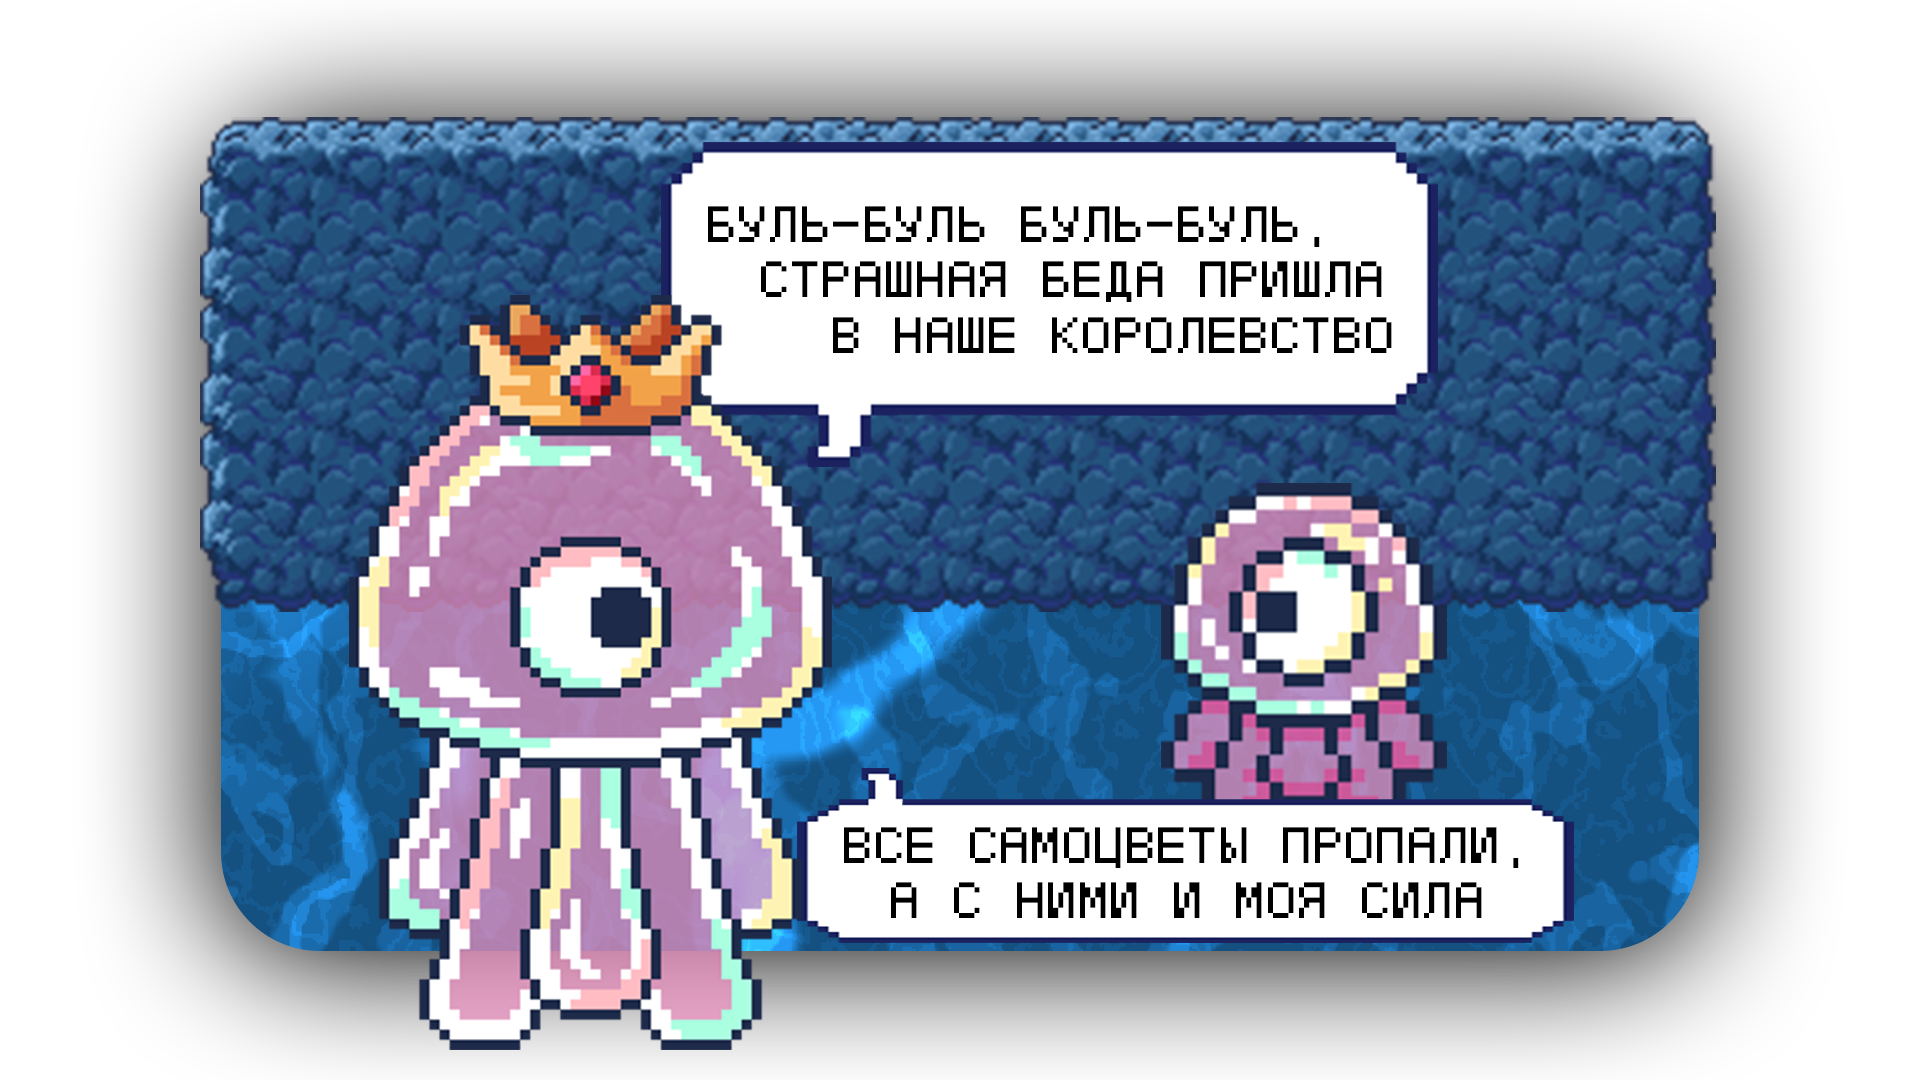 БУЛЬ-БУЛЬ БУЛЬ-БУЛЬ,
СТРАШНАЯ БЕДА ПРИШЛА
В НАШЕ КОРОЛЕВСТВО
ВСЕ САМОЦВЕТЫ ПРОПАЛИ,
А С НИМИ И МОЯ СИЛА